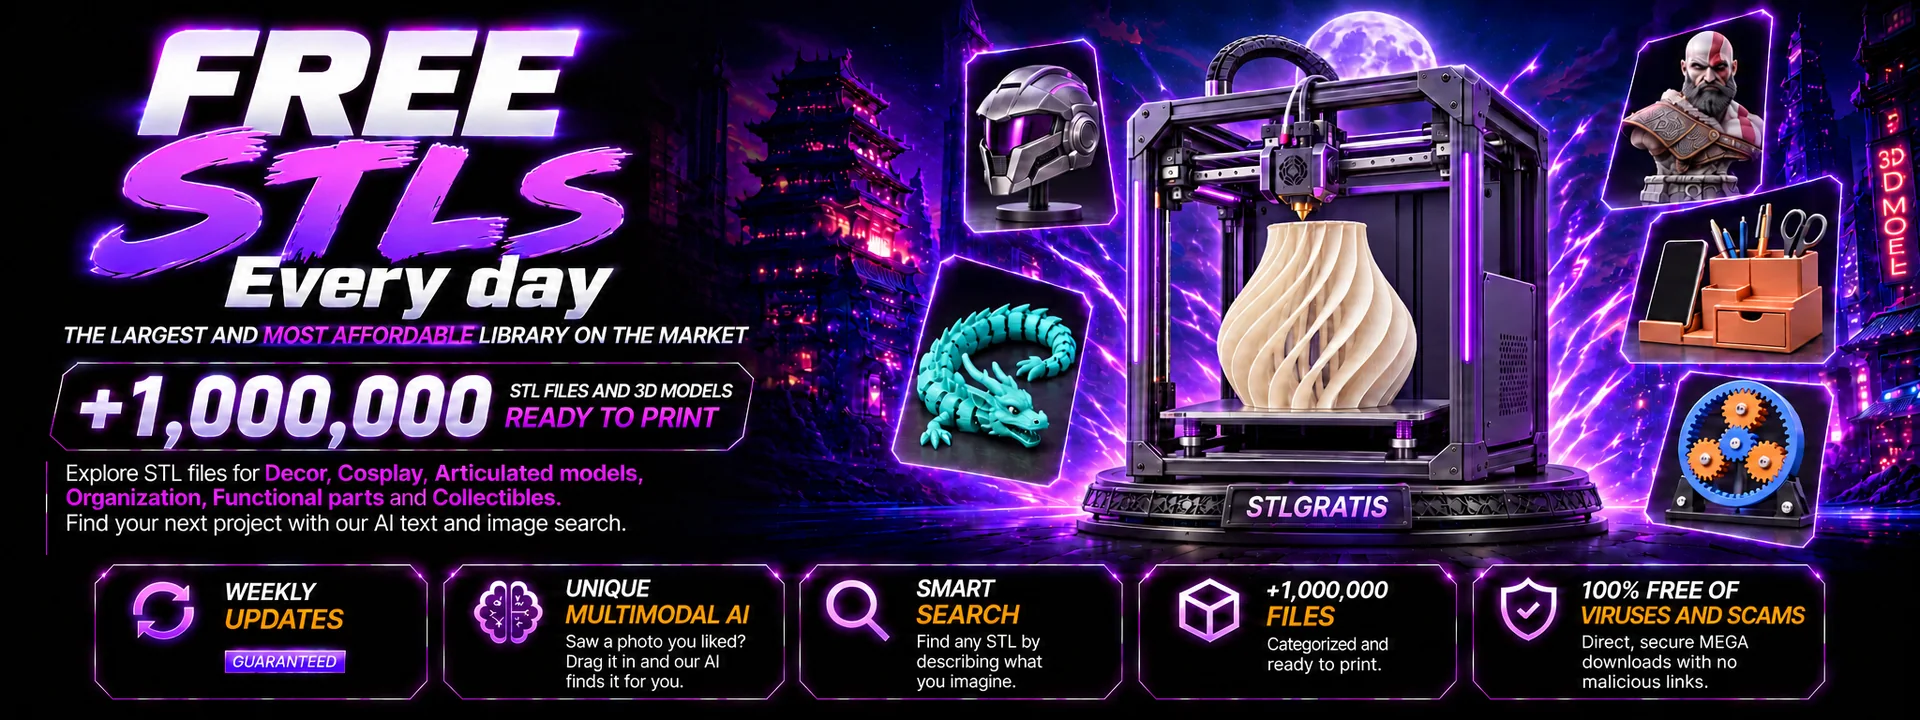 FREE
STLS
Every day
THE LARGEST AND MOST AFFORDABLE LIBRARY ON THE MARKET
+1,000,000
STL FILES AND 3D MODELS
READY TO PRINT
Explore STL files for Decor, Cosplay, Articulated models,
Organization, Functional parts and Collectibles.
Find your next project with our AI text and image search.
STLGRATIS
3D MOEL
WEEKLY
UPDATES
GUARANTEED
UNIQUE
MULTIMODAL AI
Saw a photo you liked?
Drag it in and our AI
finds it for you.
SMART
SEARCH
Find any STL by
describing what
you imagine.
+1,000,000
FILES
Categorized and
ready to print.
100% FREE OF
VIRUSES AND SCAMS
Direct, secure MEGA
downloads with no
malicious links.